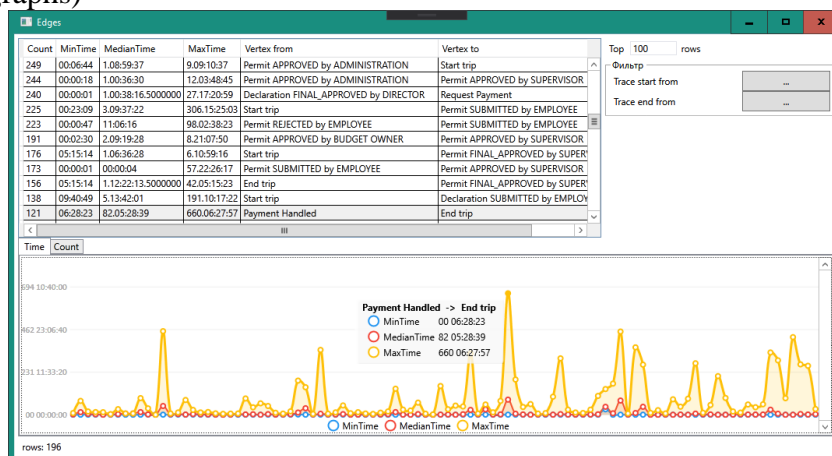 graphs)
Edges
Count MinTime MedianTime MaxTime Vertex from Vertex to
249 00:06:44 1.08:59:37 9.09:10:37 Permit APPROVED by ADMINISTRATION Start trip
244 00:00:18 1.00:36:30 12.03:48:45 Permit APPROVED by ADMINISTRATION Permit APPROVED by SUPERVISOR
240 00:00:01 1.00:38:16.5000000 27.17:20:59 Declaration FINAL_APPROVED by DIRECTOR Request Payment
225 00:23:09 3.09:37:22 306.15:25:03 Start trip Permit SUBMITTED by EMPLOYEE
223 00:00:47 11:06:16 98.02:38:23 Permit REJECTED by EMPLOYEE Permit SUBMITTED by EMPLOYEE
191 00:02:30 2.09:19:28 8.21:07:50 Permit APPROVED by BUDGET OWNER Permit APPROVED by SUPERVISOR
176 05:15:14 1.06:36:28 6.10:59:16 Start trip Permit FINAL_APPROVED by SUPER
173 00:00:01 00:00:04 57.22:26:17 Permit SUBMITTED by EMPLOYEE Permit APPROVED by SUPERVISOR
156 05:15:14 1.12:22:13.5000000 42.05:15:23 End trip Permit FINAL_APPROVED by SUPER
138 09:40:49 5.13:42:01 191.10:17:22 Start trip Declaration SUBMITTED by EMPLOY
121 06:28:23 82.05:28:39 660.06:27:57 Payment Handled End trip
Top 100 rows
Фильтр
Trace start from ...
Trace end from ...
Time Count
694 10:40:00
462 23:06:40
231 11:33:20
00 00:00:00
Payment Handled -> End trip
MinTime 00 06:28:23
MedianTime 82 05:28:39
MaxTime 660 06:27:57
MinTime MedianTime MaxTime
rows: 196